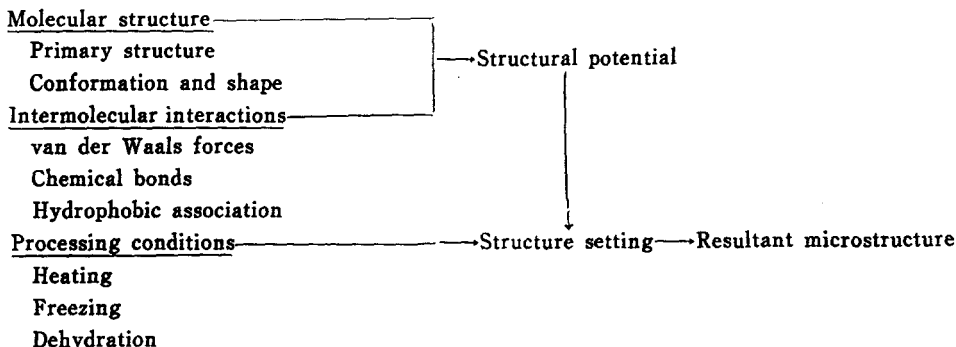 Molecular structure
Primary structure
Structural potential
Conformation and shape
Intermolecular interactions
van der Waals forces
Chemical bonds
Hydrophobic association
Processing conditions
Structure setting
Resultant microstructure
Heating
Freezing
Dehydration